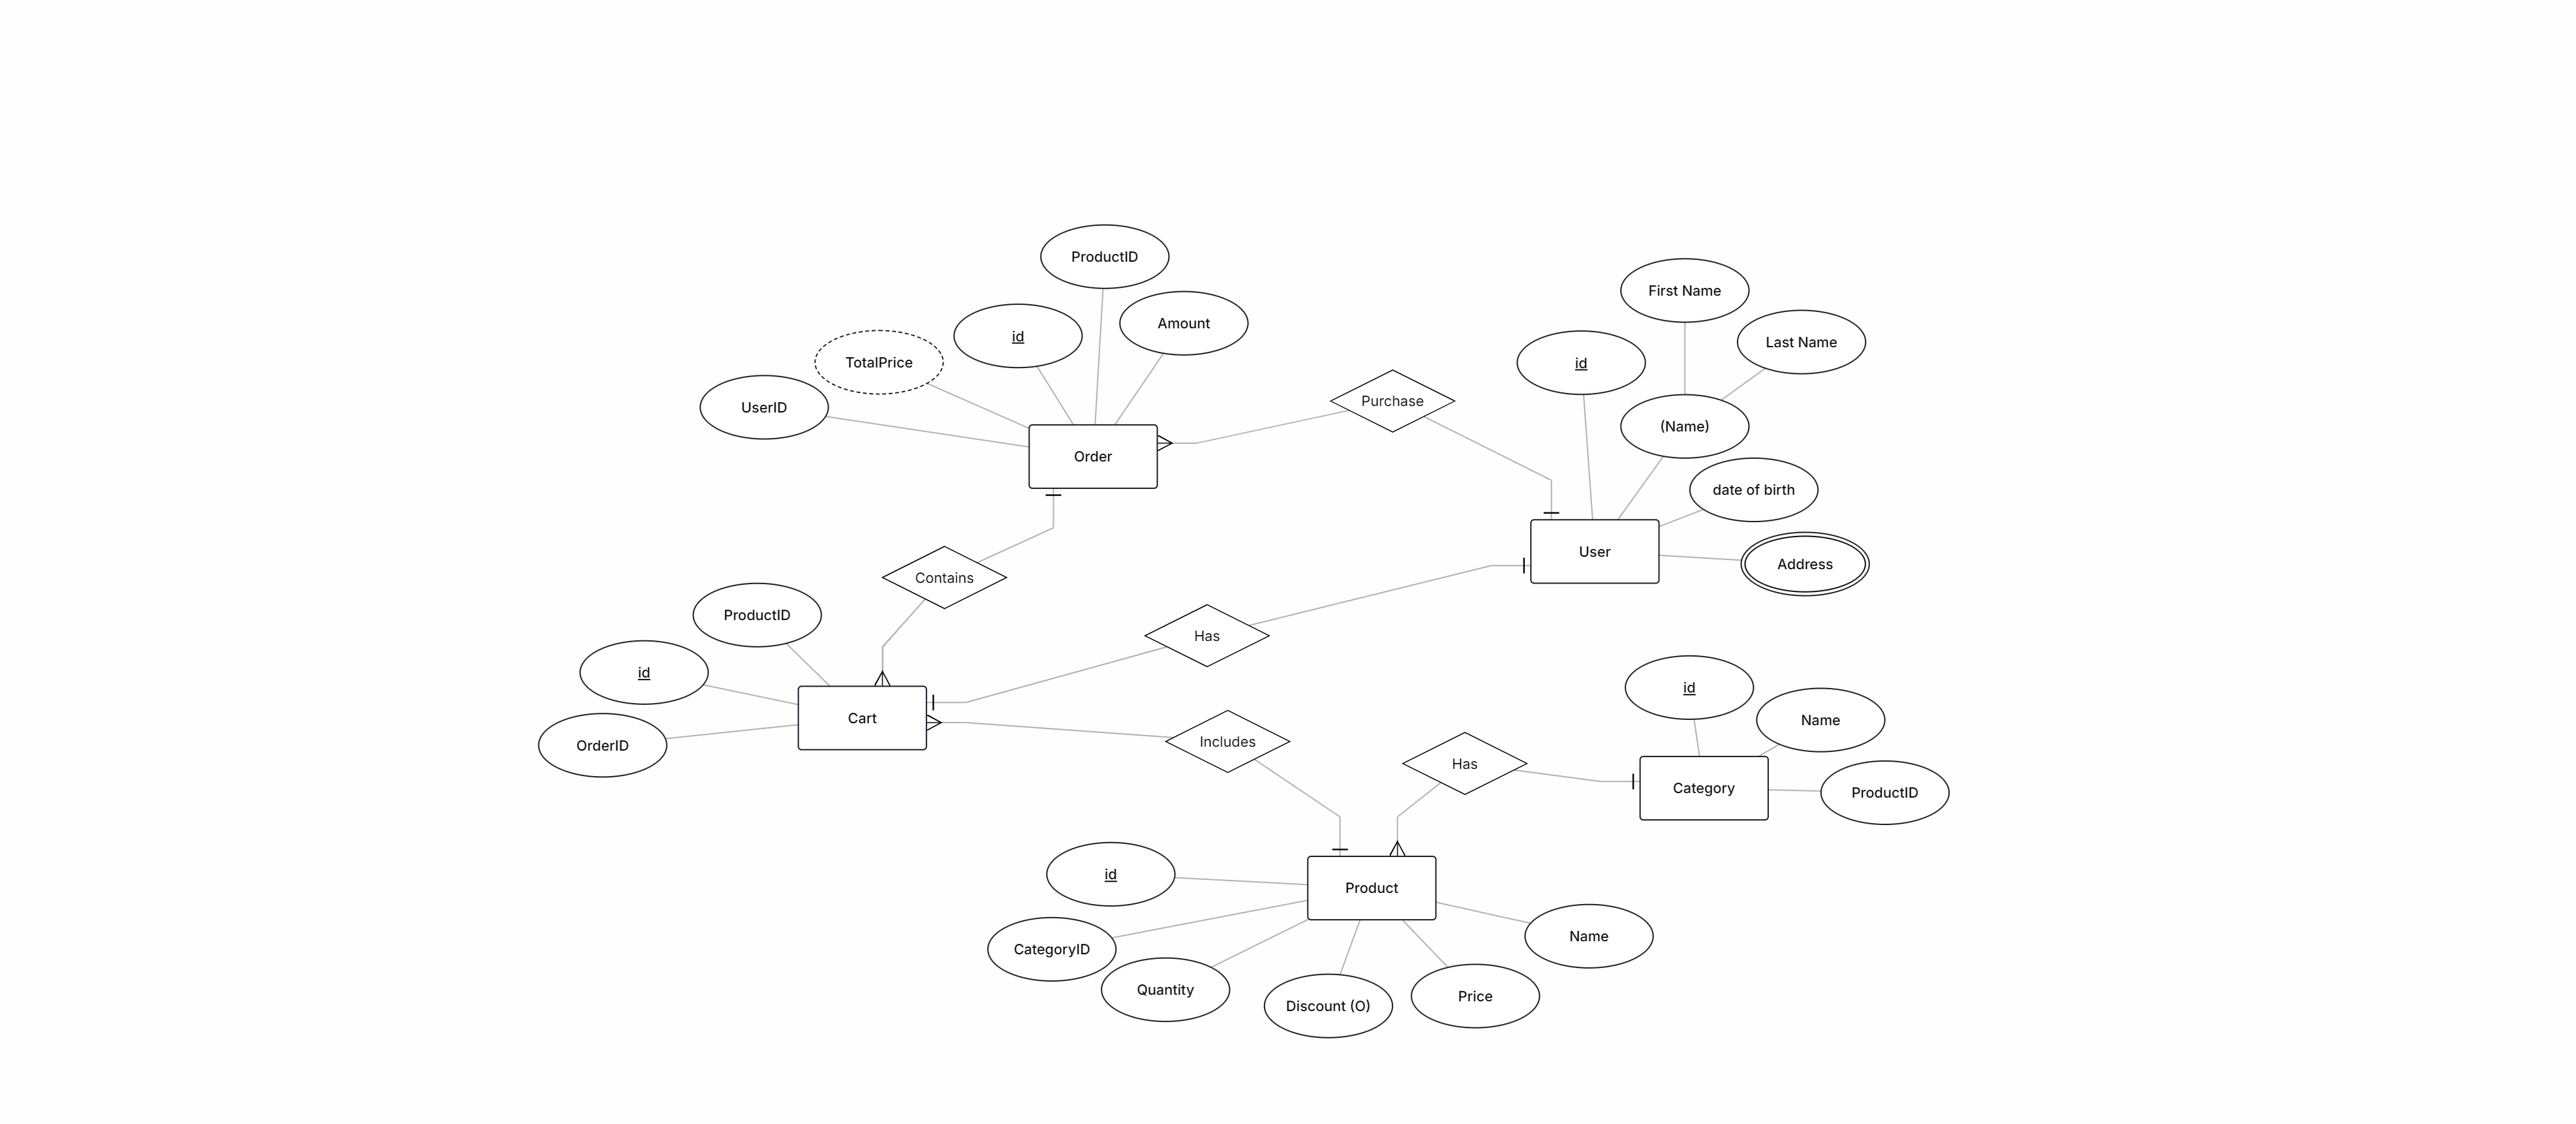 ProductID
First Name
Amount
id
Last Name
TotalPrice
id
Purchase
UserID
(Name)
Order
date of birth
User
Address
Contains
ProductID
Has
id
id
Cart
Name
Includes
OrderID
Has
Category
ProductID
id
Product
Name
CategoryID
Quantity
Price
Discount (O)